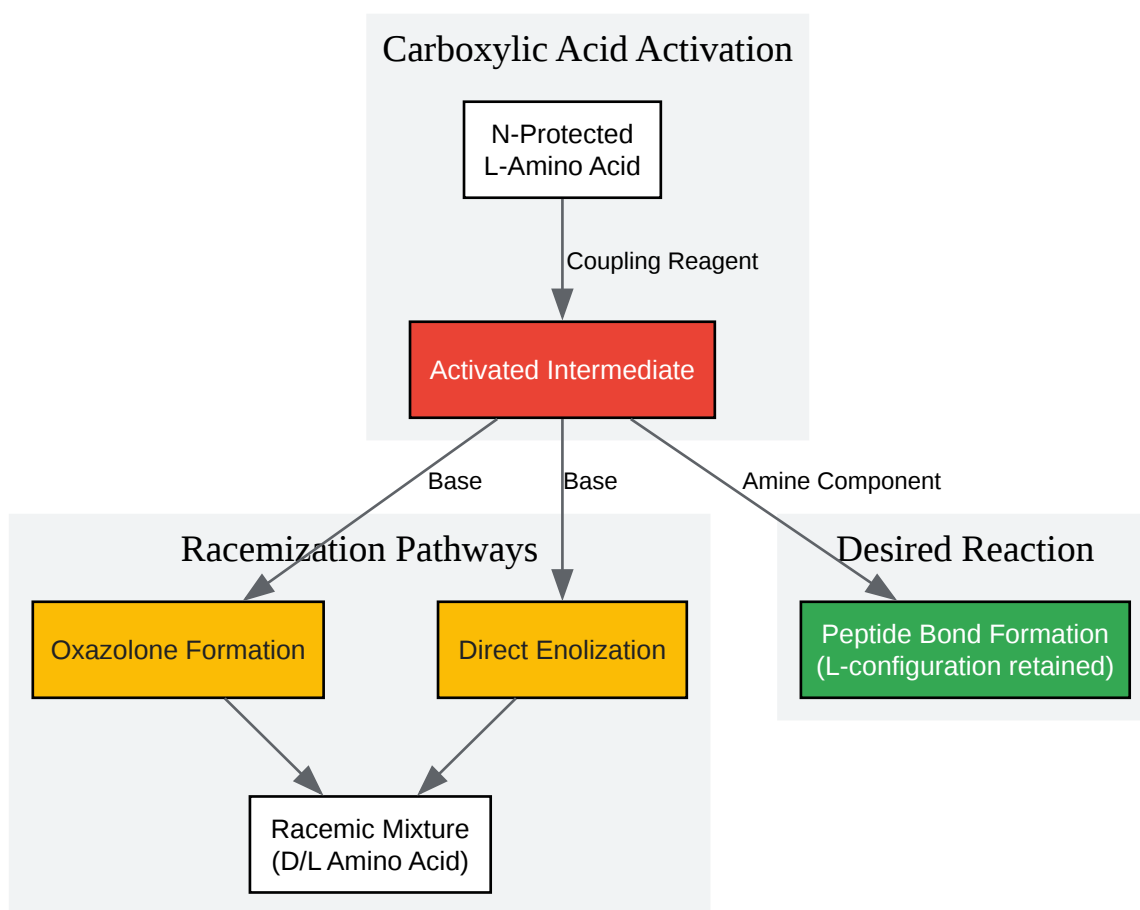 Carboxylic Acid Activation
N-Protected
L-Amino Acid
Coupling Reagent
Activated Intermediate
Base
Base
Amine Component
Racemization Pathways
Desired Reaction
Oxazolone Formation
Direct Enolization
Peptide Bond Formation
(L-configuration retained)
Racemic Mixture
(D/L Amino Acid)